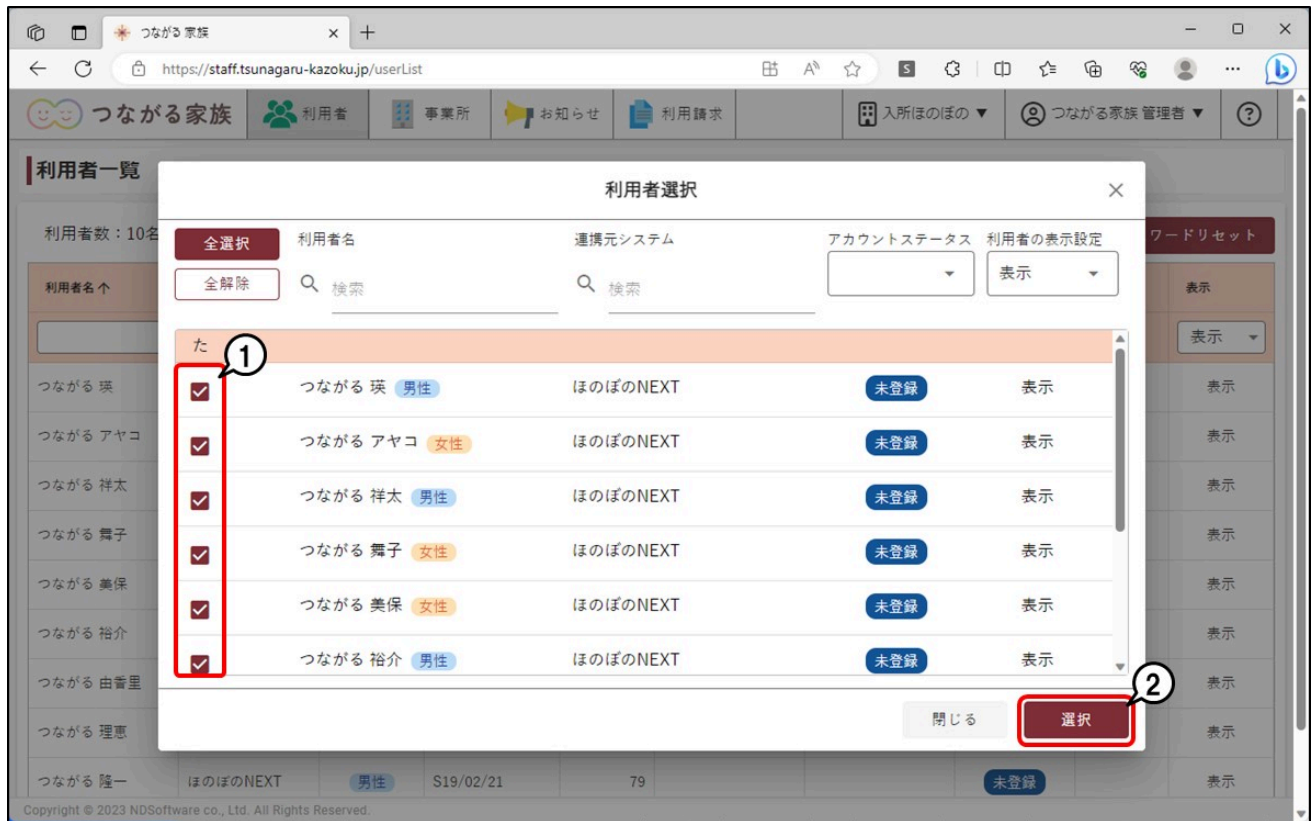 つながる 家族
https://staff.tsunagaru-kazoku.jp/userList
つながる家族 利用者 事業所 お知らせ 利用請求 入所ほのぼの ▼ つながる家族 管理者 ▼ ?
利用者一覧
利用者選択
利用者数：10名 ワードリセット
全選択 利用者名 連携元システム アカウントステータス 利用者の表示設定
全解除 検索 検索 表示
利用者名 表示
表示
た
①
つながる 瑛 つながる 瑛 男性 ほのぼのNEXT 未登録 表示 表示
つながる アヤコ つながる アヤコ 女性 ほのぼのNEXT 未登録 表示 表示
つながる 祥太 つながる 祥太 男性 ほのぼのNEXT 未登録 表示 表示
つながる 舞子 つながる 舞子 女性 ほのぼのNEXT 未登録 表示 表示
つながる 美保 つながる 美保 女性 ほのぼのNEXT 未登録 表示 表示
つながる 裕介 つながる 裕介 男性 ほのぼのNEXT 未登録 表示 表示
つながる 由香里 表示
②
閉じる 選択
つながる 理恵 表示
つながる 隆一 ほのぼのNEXT 男性 S19/02/21 79 未登録 表示
Copyright © 2023 NDSoftware co., Ltd. All Rights Reserved.